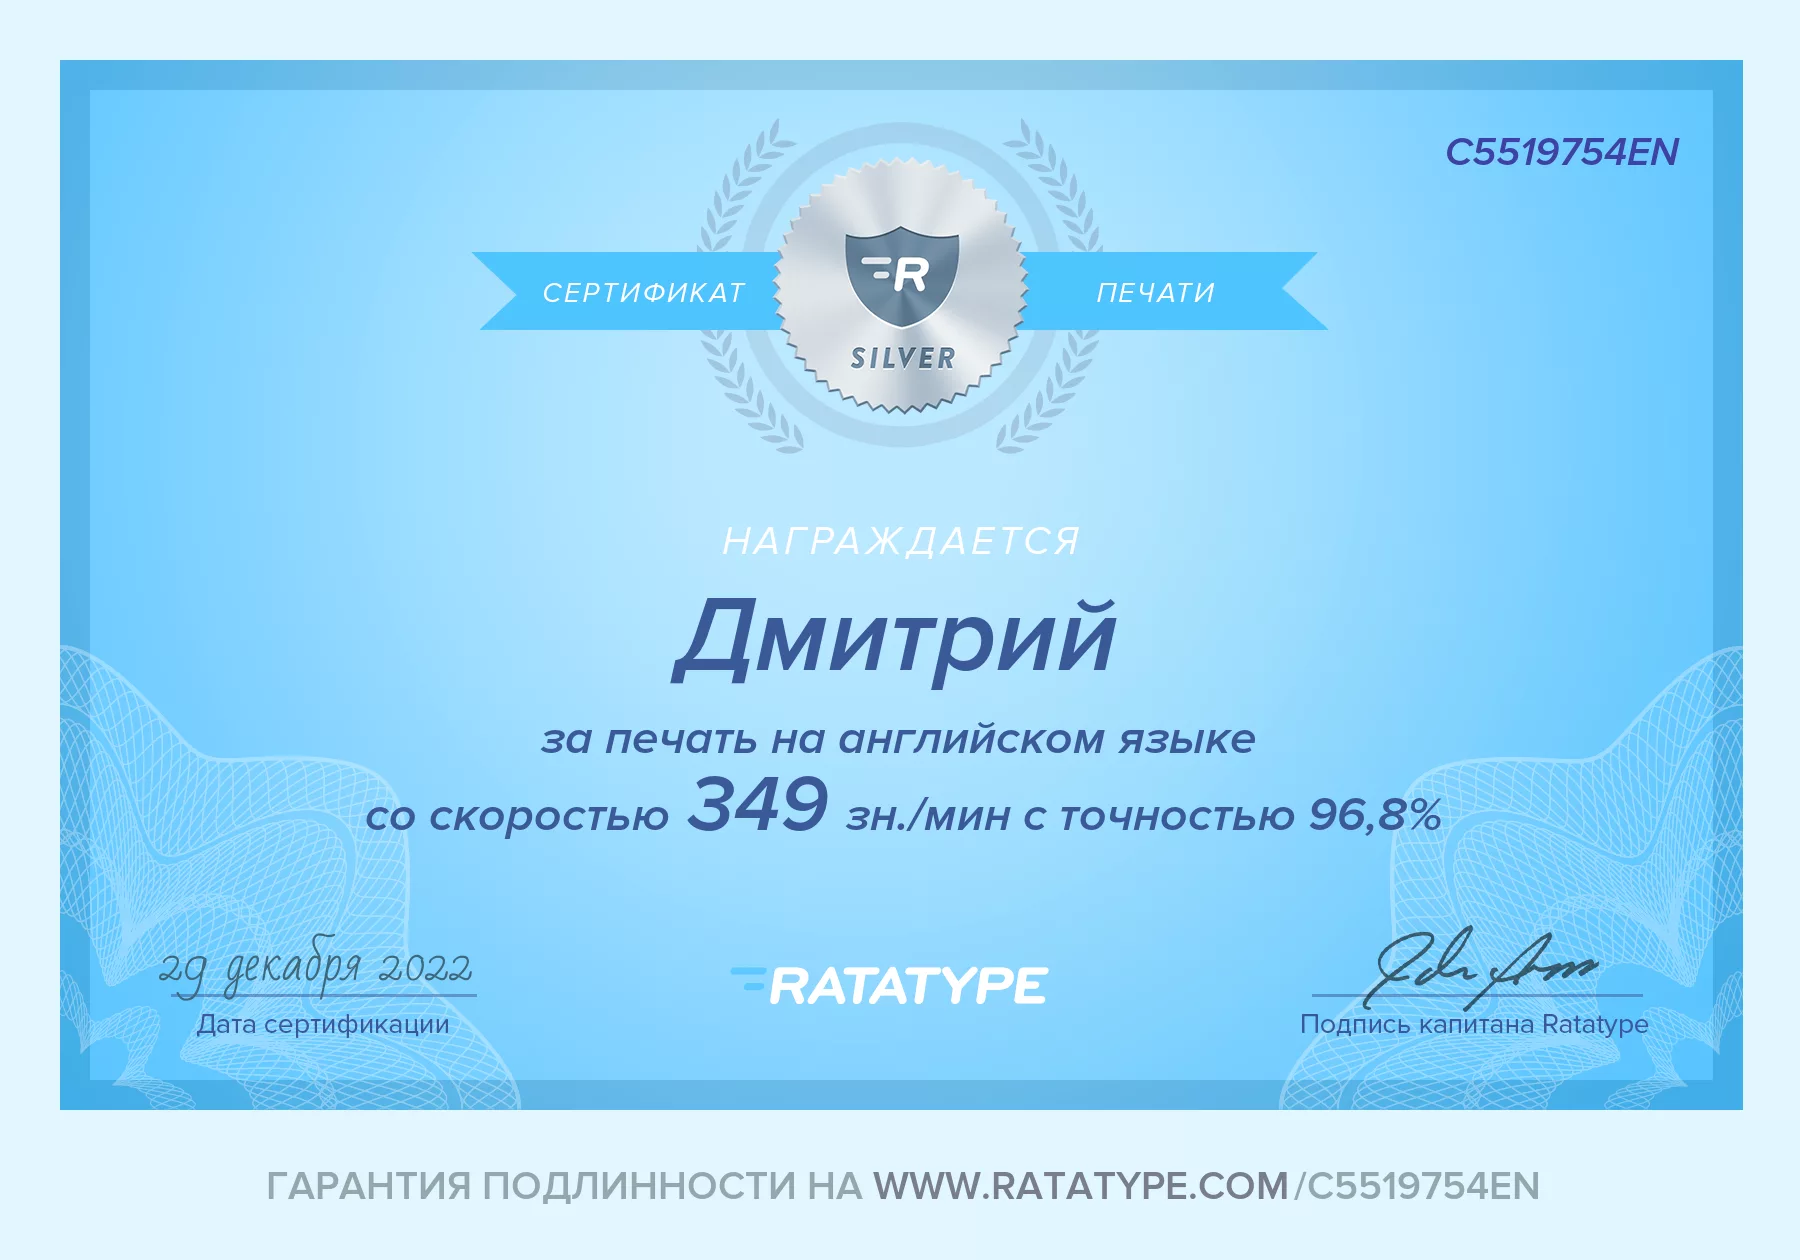 C5519754EN
СЕРТИФИКАТ ПЕЧАТИ
R
SILVER
НАГРАЖДАЕТСЯ
Дмитрий
за печать на английском языке
со скоростью 349 зн./мин с точностью 96,8%
29 декабря 2022
Дата сертификации
RATATYPE
Подпись капитана Ratatype
ГАРАНТИЯ ПОДЛИННОСТИ НА WWW.RATATYPE.COM/C5519754EN